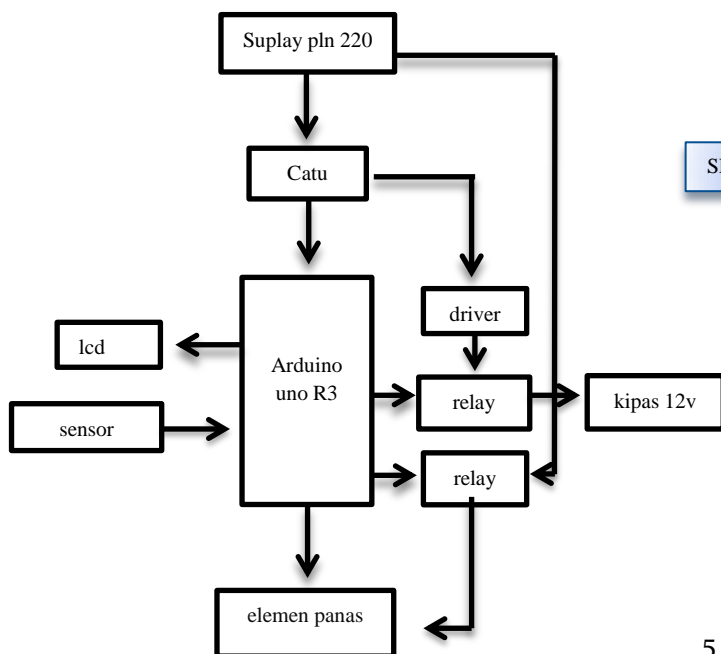 Suplay pln 220
Catu
driver
lcd
Arduino
uno R3
relay
kipas 12v
sensor
relay
elemen panas
5